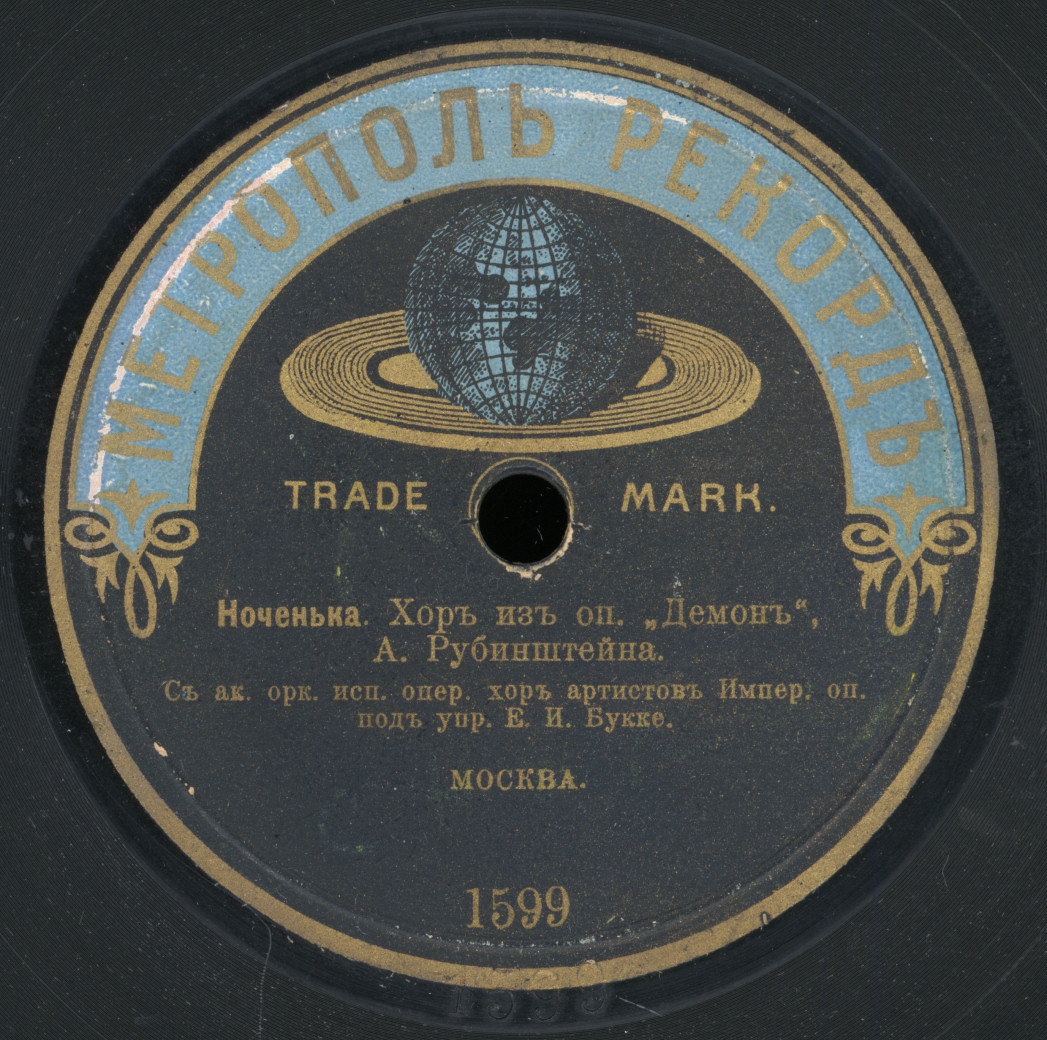 МЕТРОПОЛЬ РЕКОРДЪ
TRADE MARK.
Ноченька. Хоръ изъ оп. „Демонъ“,
А. Рубинштейна.
Съ ак. орк. исп. опер. хоръ артистовъ Импер. оп.
подъ упр. Е. И. Букке.
МОСКВА.
1599
1599